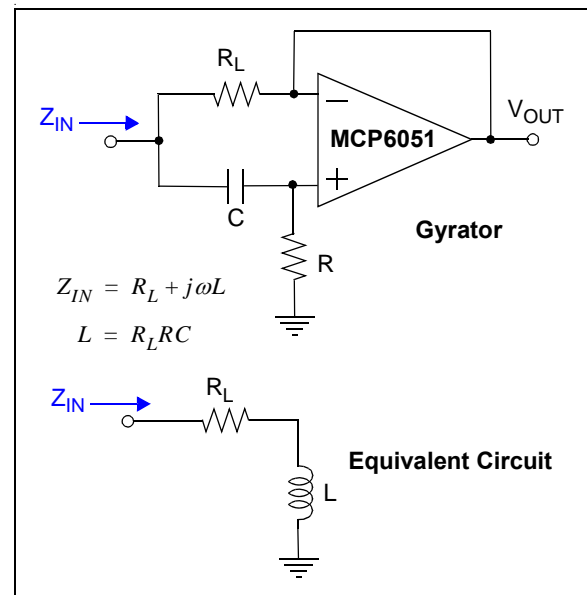 R_L
Z_IN
−
V_OUT
MCP6051
+
C
Gyrator
R
Z_IN = R_L + jωL
L = R_L RC
Z_IN
R_L
Equivalent Circuit
L